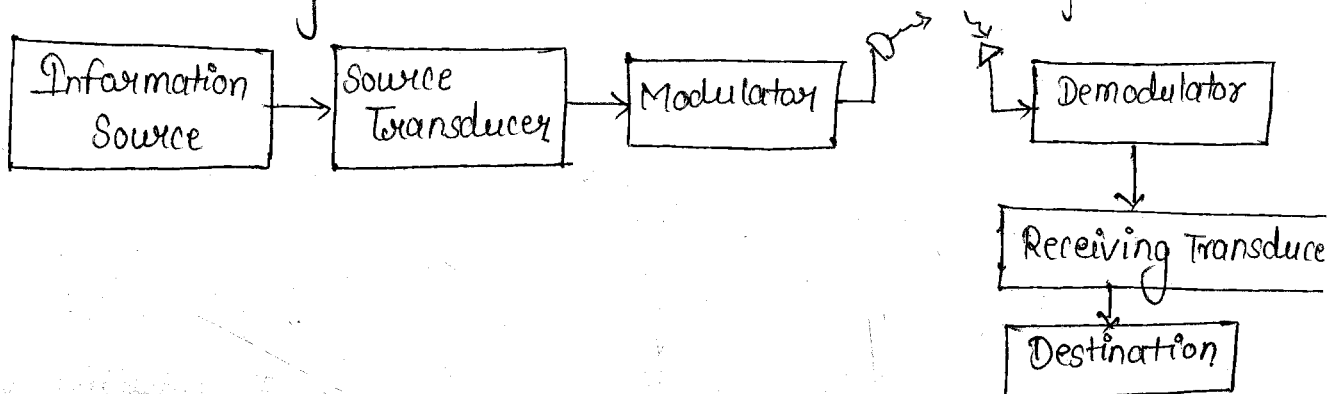 Information
Source
Source
Transducer
Modulator
Demodulator
Receiving Transduce
Destination